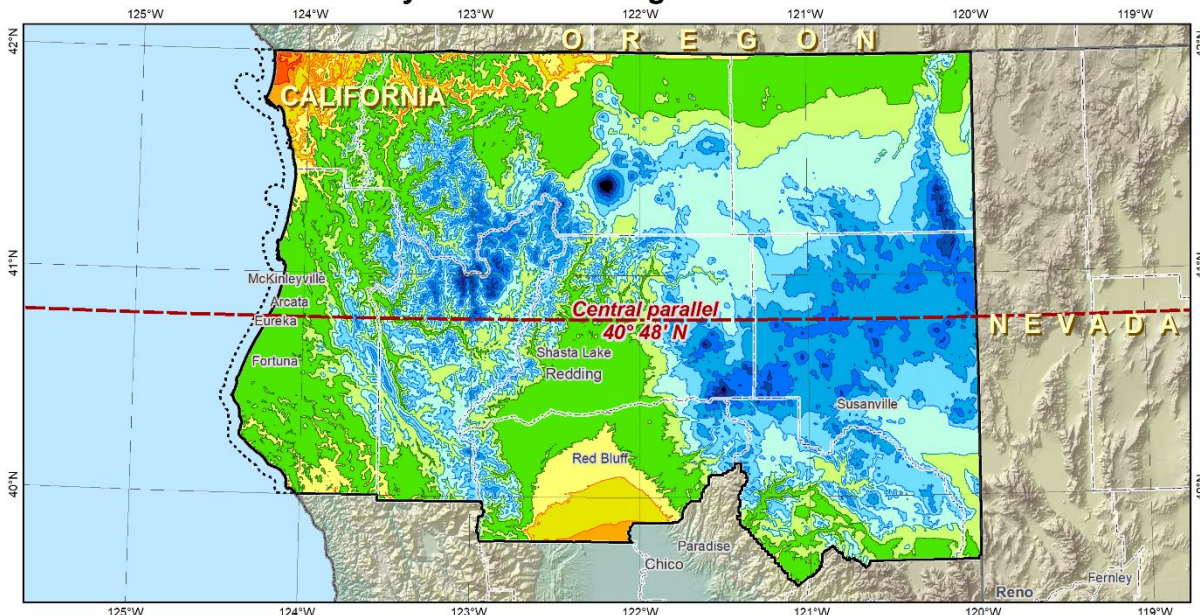 125°W 124°W 123°W 122°W 121°W 120°W 119°W
42°N
OREGON
CALIFORNIA
41°N
McKinleyville
Arcata
Central parallel
40° 48' N
NEVADA
Eureka
Shasta Lake
Fortuna
Redding
Susanville
Red Bluff
40°N
40°N
Paradise
Chico
Fernley
Reno
125°W 124°W 123°W 122°W 121°W 120°W 119°W